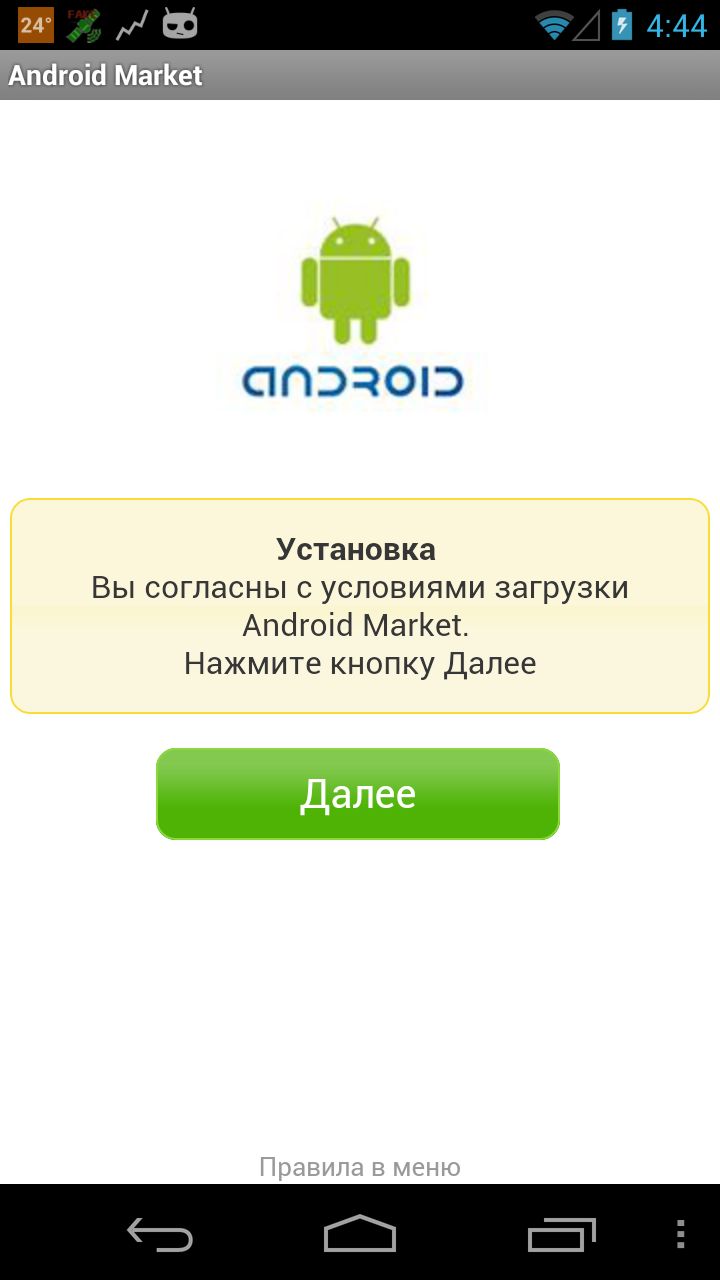 24°
FAKE
4:44
Android Market
ANDROID
Установка
Вы согласны с условиями загрузки
Android Market.
Нажмите кнопку Далее
Далее
Правила в меню